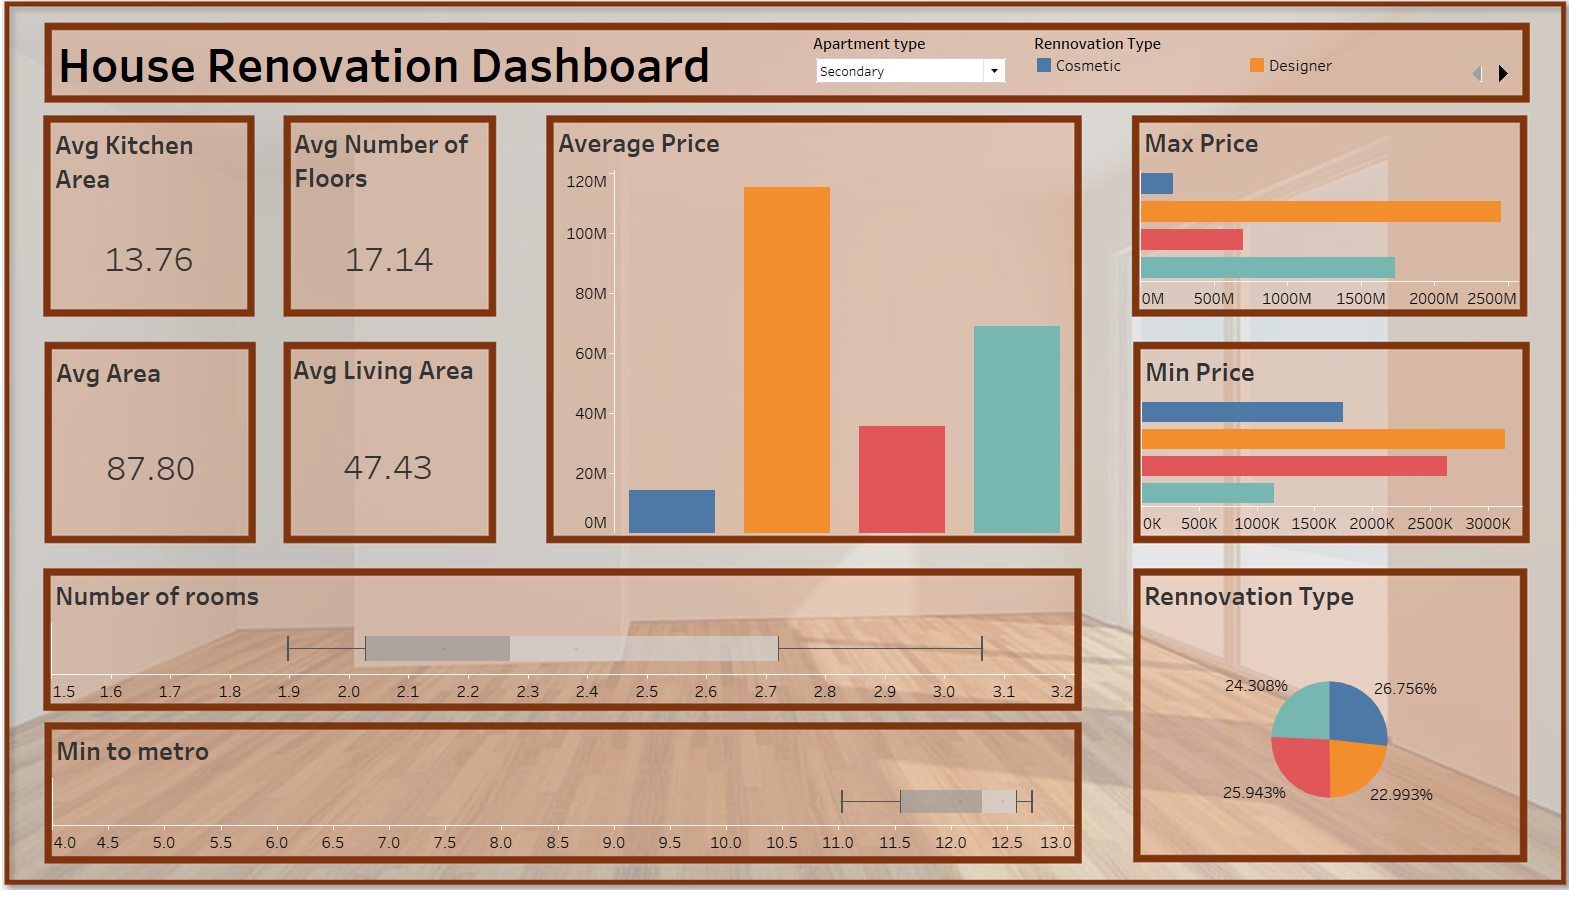 House Renovation Dashboard
Apartment type
Secondary
Rennovation Type
Cosmetic
Designer
Avg Kitchen
Area
13.76
Avg Number of
Floors
17.14
Avg Area
87.80
Avg Living Area
47.43
Average Price
120M
100M
80M
60M
40M
20M
0M
Max Price
0M 500M 1000M 1500M 2000M 2500M
Min Price
0K 500K 1000K 1500K 2000K 2500K 3000K
Number of rooms
1.5 1.6 1.7 1.8 1.9 2.0 2.1 2.2 2.3 2.4 2.5 2.6 2.7 2.8 2.9 3.0 3.1 3.2
Min to metro
4.0 4.5 5.0 5.5 6.0 6.5 7.0 7.5 8.0 8.5 9.0 9.5 10.0 10.5 11.0 11.5 12.0 12.5 13.0
Rennovation Type
24.308% 26.756%
25.943% 22.993%